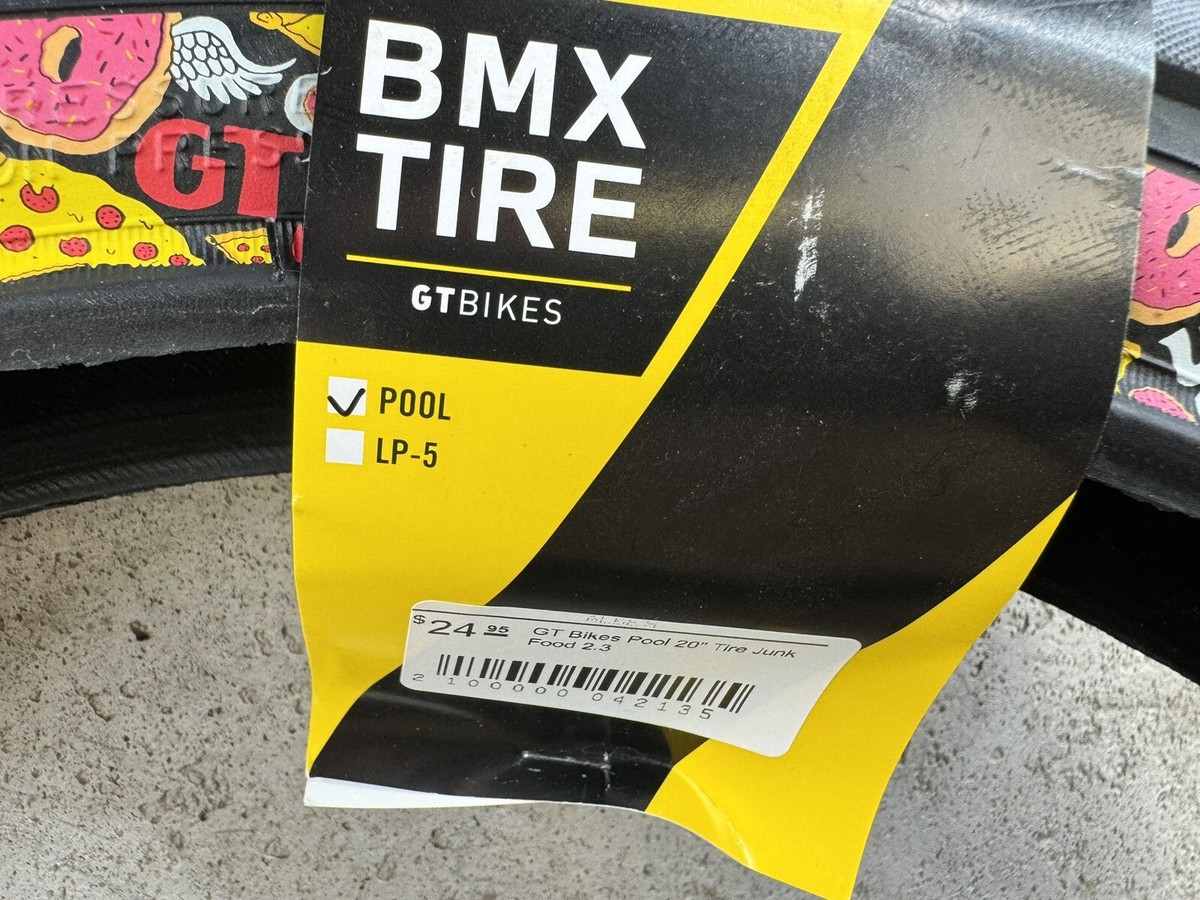 GT
BMX
TIRE
GTBIKES
POOL
LP-5
$24 95
GT Bikes Pool 20" Tire Junk
Food 2.3
2 100000 042135